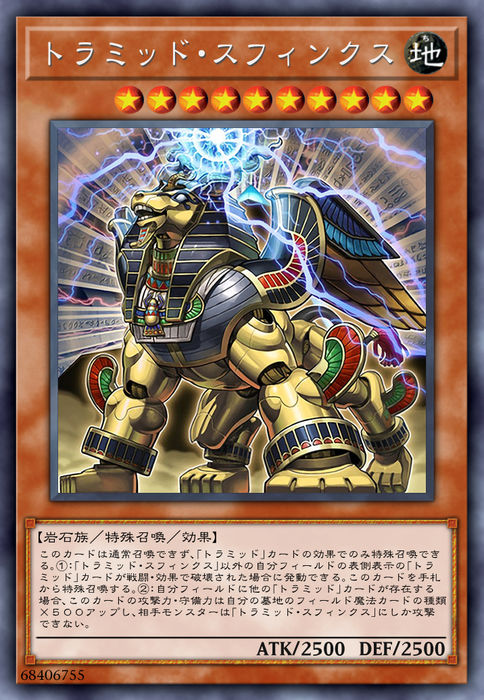 トラミッド・スフィンクス
ち
地
【岩石族／特殊召喚／効果】
このカードは通常召喚できず、「トラミッド」カードの効果でのみ特殊召喚で
きる。①：「トラミッド・スフィンクス」以外の自分フィールドの表側表示の「トラ
ミッド」カードが戦闘・効果で破壊された場合に発動できる。このカードを手札
から特殊召喚する。②：自分フィールドに他の「トラミッド」カードが存在する
場合、このカードの攻撃力・守備力は自分の墓地のフィールド魔法カードの種類
×５００アップし、相手モンスターは「トラミッド・スフィンクス」にしか攻撃
できない。
ATK/2500 DEF/2500
68406755